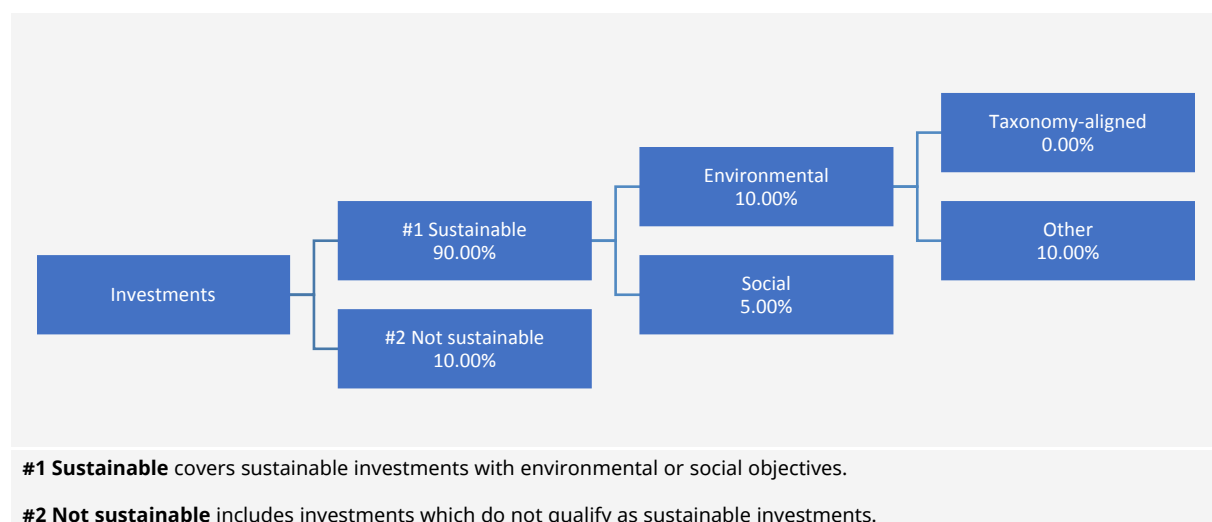 Investments
#1 Sustainable
90.00%
#2 Not sustainable
10.00%
Environmental
10.00%
Social
5.00%
Taxonomy-aligned
0.00%
Other
10.00%
#1 Sustainable covers sustainable investments with environmental or social objectives.
#2 Not sustainable includes investments which do not qualify as sustainable investments.